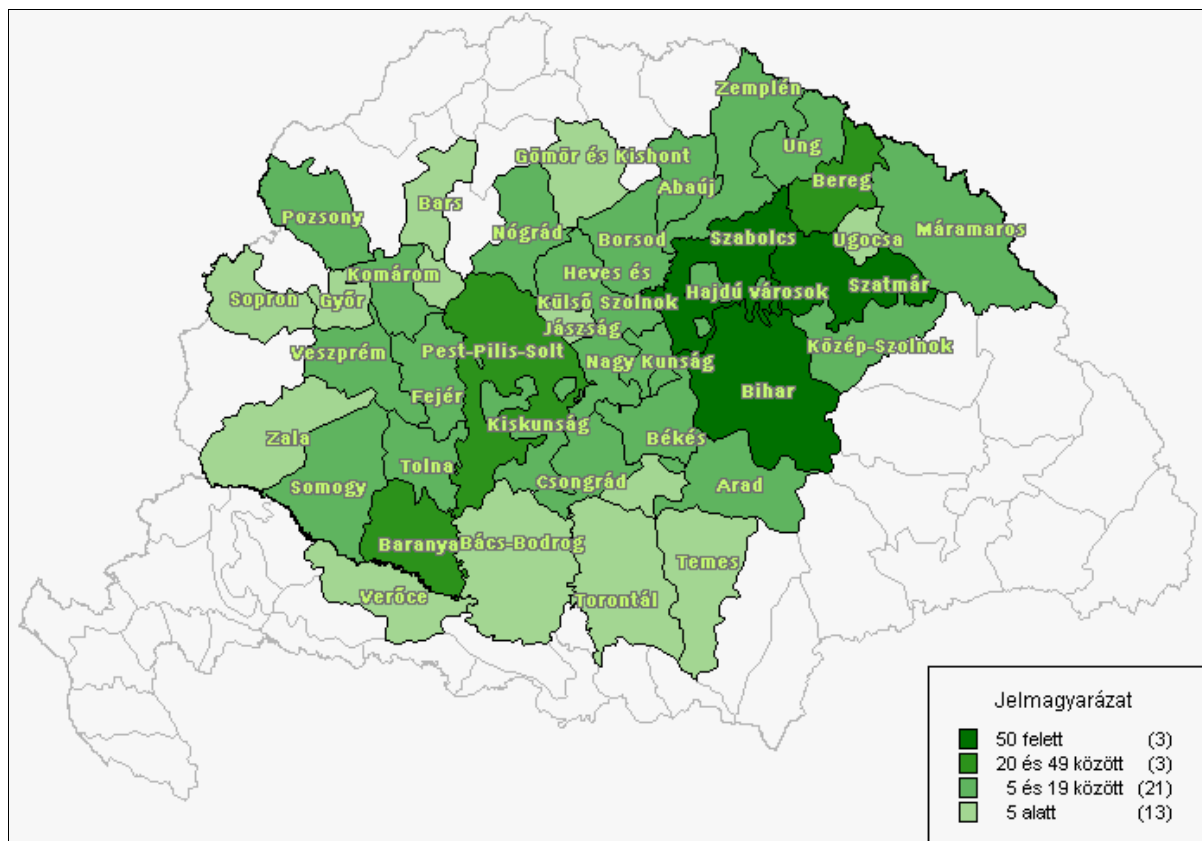 Zemplén
Ung
Gömör és Kishont
Abaúj
Bereg
Bars
Pozsony
Nógrád
Borsod
Szabolcs
Ugocsa
Máramaros
Komárom
Heves és
Külső Szolnok
Hajdú városok
Szatmár
Sopron
Győr
Jászság
Veszprém
Pest-Pilis-Solt
Nagy Kunság
Közép-Szolnok
Fejér
Bihar
Kiskunság
Zala
Tolna
Békés
Somogy
Csongrád
Arad
Baranya
Bács-Bodrog
Temes
Verőce
Torontál
Jelmagyarázat
50 felett (3)
20 és 49 között (3)
5 és 19 között (21)
5 alatt (13)